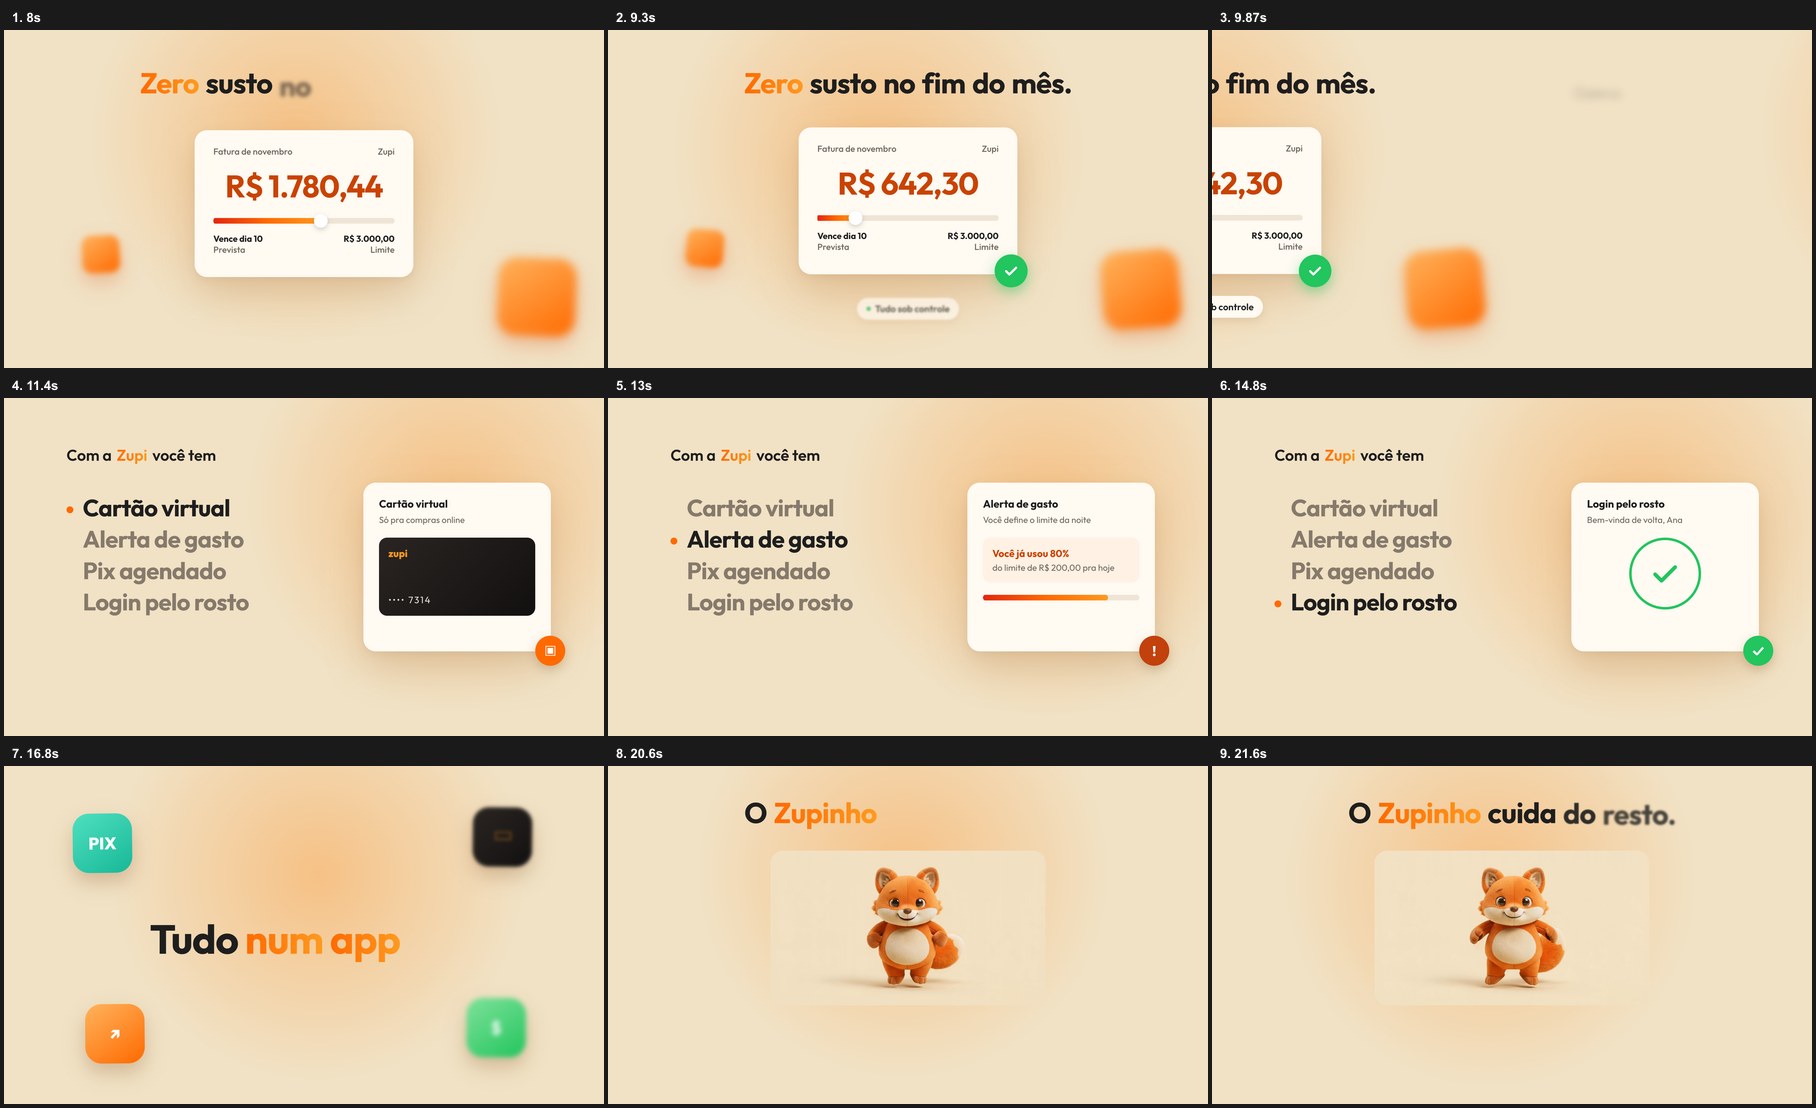 1. 8s
Zero susto no
Fatura de novembro Zupi
R$ 1.780,44
Vence dia 10 R$ 3.000,00
Prevista Limite
2. 9.3s
Zero susto no fim do mês.
Fatura de novembro Zupi
R$ 642,30
Vence dia 10 R$ 3.000,00
Prevista Limite
Tudo sob controle
3. 9.87s
o fim do mês.
Zupi
42,30
R$ 3.000,00
Limite
b controle
4. 11.4s
Com a Zupi você tem
Cartão virtual
Alerta de gasto
Pix agendado
Login pelo rosto
Cartão virtual
Só pra compras online
zupi
•••• 7314
5. 13s
Com a Zupi você tem
Cartão virtual
Alerta de gasto
Pix agendado
Login pelo rosto
Alerta de gasto
Você define o limite da noite
Você já usou 80%
do limite de R$ 200,00 pra hoje
!
6. 14.8s
Com a Zupi você tem
Cartão virtual
Alerta de gasto
Pix agendado
Login pelo rosto
Login pelo rosto
Bem-vinda de volta, Ana
7. 16.8s
PIX
Tudo num app
$
8. 20.6s
O Zupinho
9. 21.6s
O Zupinho cuida do resto.